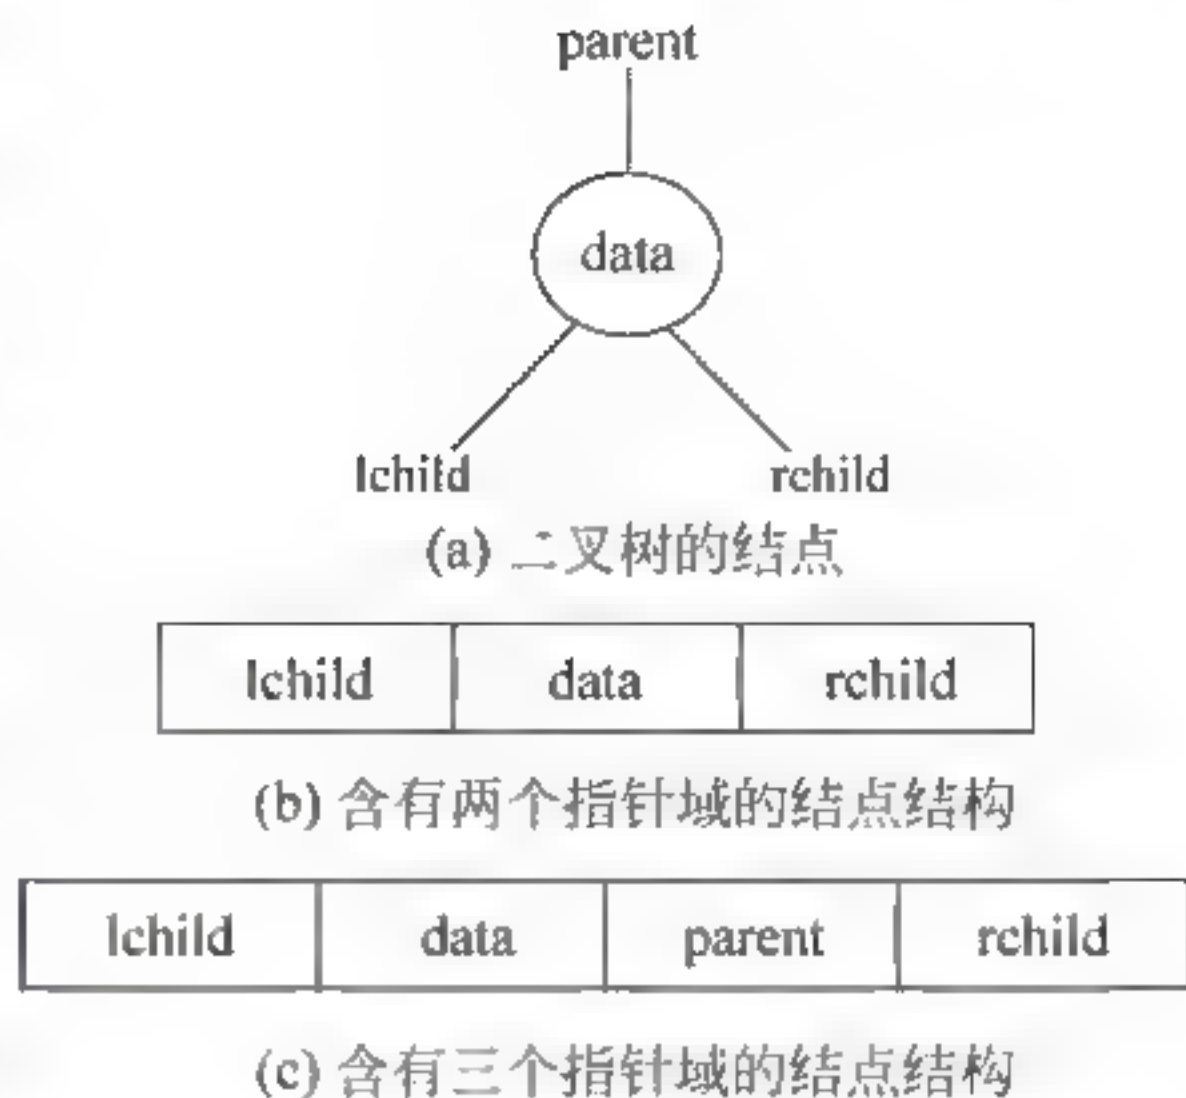 parent
data
lchild rchild
(a) 二叉树的结点
lchild data rchild
(b) 含有两个指针域的结点结构
lchild data parent rchild
(c) 含有三个指针域的结点结构